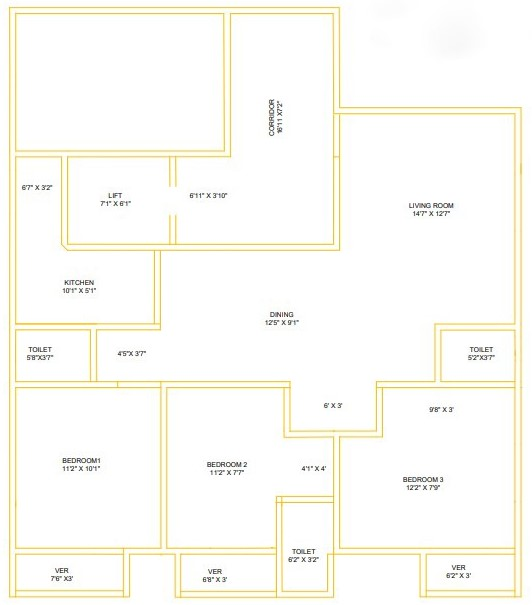 CORRIDOR
16'11 X7'2"
6'7" X 3'2"
LIFT
7'1" X 6'1"
6'11" X 3'10"
LIVING ROOM
14'7" X 12'7"
KITCHEN
10'1" X 5'1"
DINING
12'5" X 9'1"
TOILET
5'8"X3'7"
4'5"X 3'7"
TOILET
5'2"X3'7"
6' X 3'
9'8" X 3'
BEDROOM1
11'2" X 10'1"
BEDROOM 2
11'2" X 7'7"
4'1" X 4'
BEDROOM 3
12'2" X 7'9"
TOILET
6'2" X 3'2"
VER
7'6" X3'
VER
6'8" X 3'
VER
6'2" X 3'